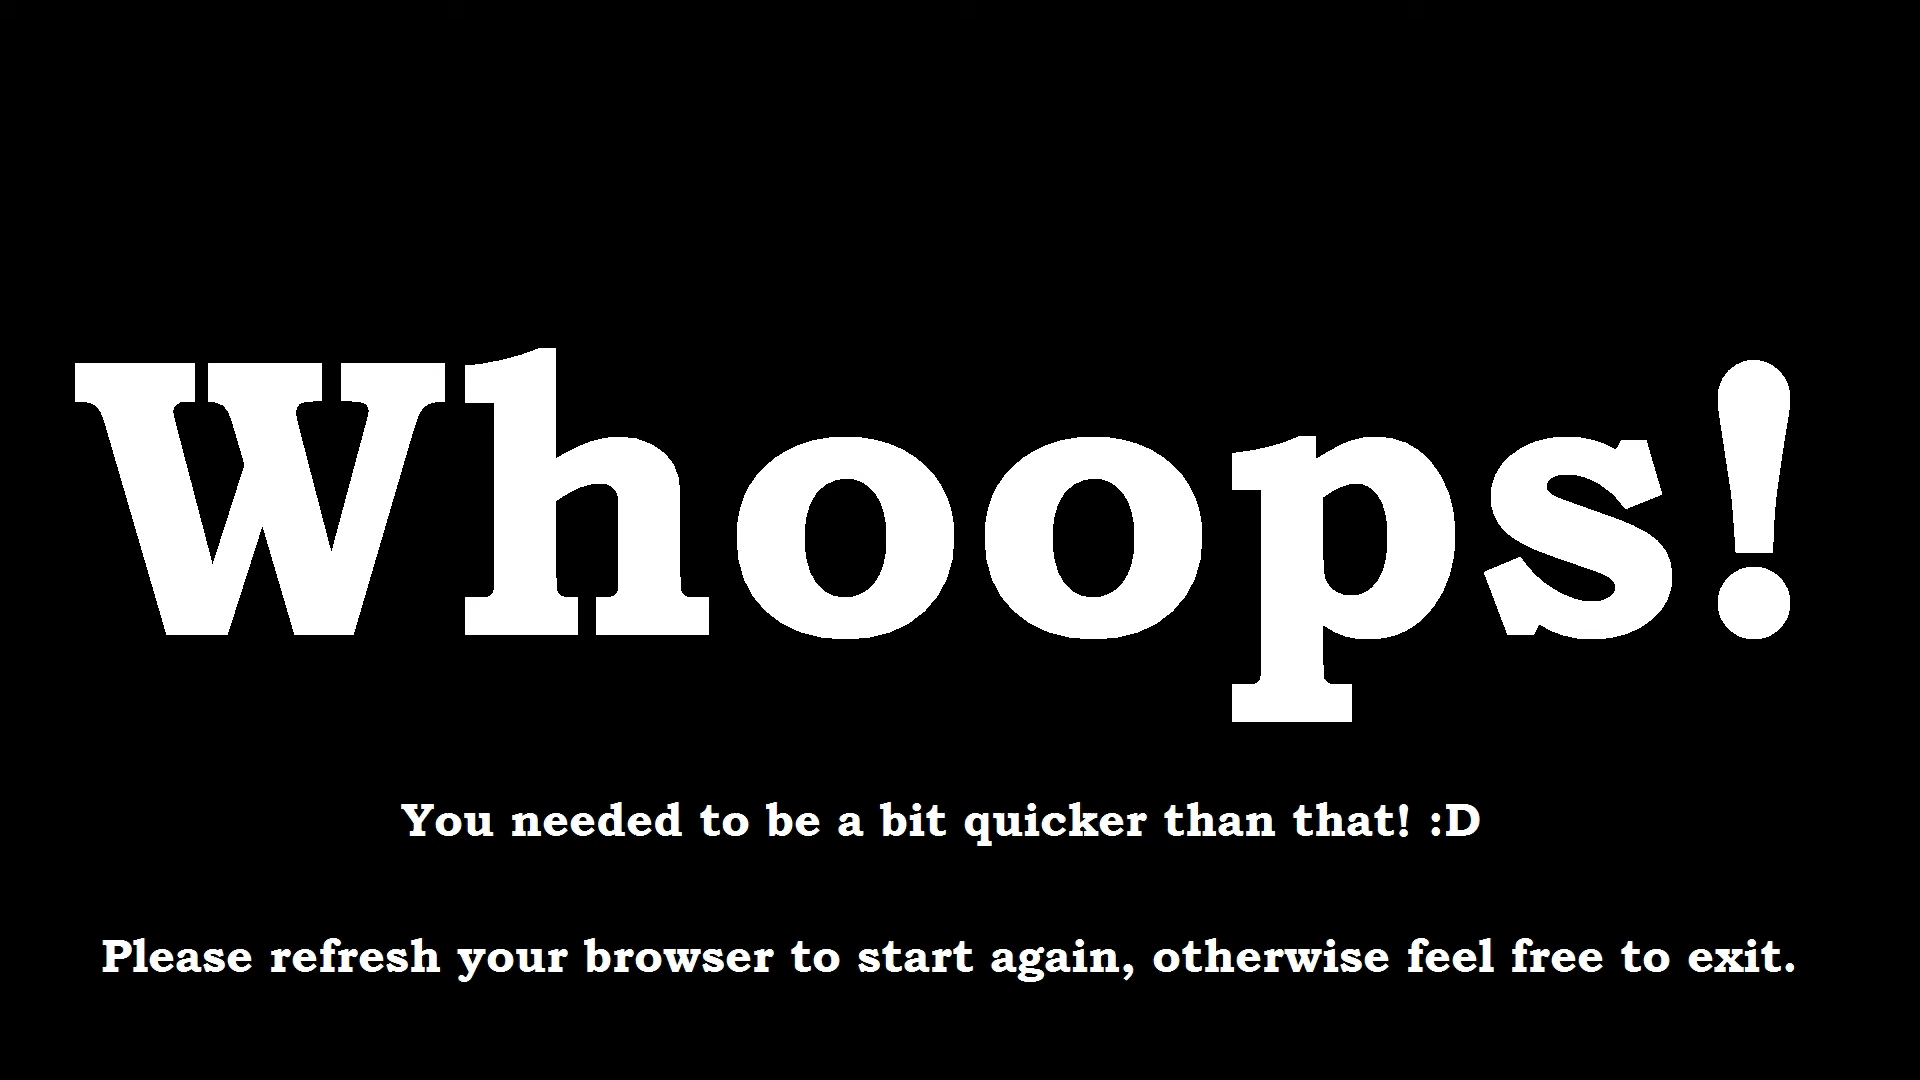 Whoops!
You needed to be a bit quicker than that! :D
Please refresh your browser to start again, otherwise feel free to exit.